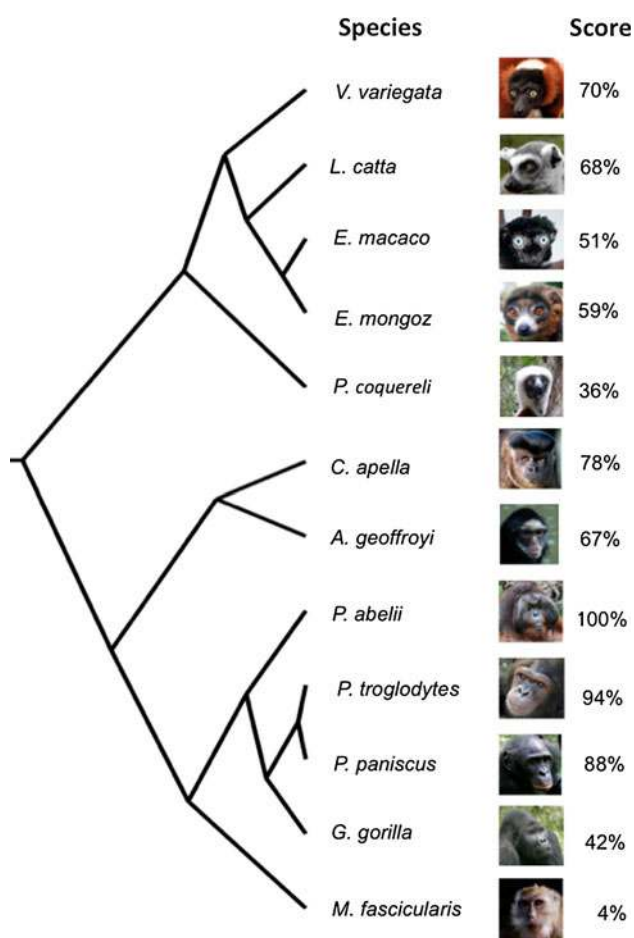 Species Score
V. variegata 70%
L. catta 68%
E. macaco 51%
E. mongoz 59%
P. coquereli 36%
C. apella 78%
A. geoffroyi 67%
P. abelii 100%
P. troglodytes 94%
P. paniscus 88%
G. gorilla 42%
M. fascicularis 4%